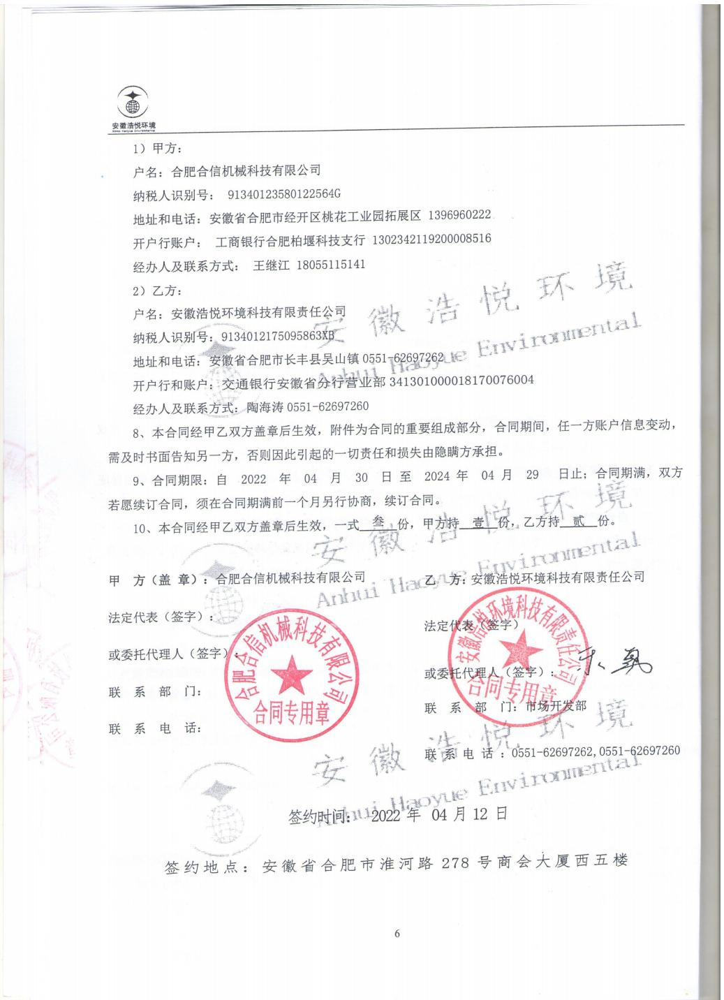 安徽浩悦环境
Anhui Haoyue Environmental
1）甲方：
户名：合肥合信机械科技有限公司
纳税人识别号： 91340123580122564G
地址和电话：安徽省合肥市经开区桃花工业园拓展区 1396960222
开户行账户： 工商银行合肥柏堰科技支行 1302342119200008516
经办人及联系方式： 王继江 18055115141
2）乙方：
户名：安徽浩悦环境科技有限责任公司
纳税人识别号：9134012175095863XB
地址和电话：安徽省合肥市长丰县吴山镇 0551-62697262
开户行和账户：交通银行安徽省分行营业部 341301000018170076004
经办人及联系方式：陶海涛 0551-62697260
8、本合同经甲乙双方盖章后生效，附件为合同的重要组成部分，合同期间，任一方账户信息变动，
需及时书面告知另一方，否则因此引起的一切责任和损失由隐瞒方承担。
9、合同期限：自 2022 年 04 月 30 日 至 2024 年 04 月 29 日止；合同期满，双方
若愿续订合同，须在合同期满前一个月另行协商，续订合同。
10、本合同经甲乙双方盖章后生效，一式 叁 份，甲方持 壹 份，乙方持 贰 份。
甲 方（盖 章）：合肥合信机械科技有限公司
乙 方：安徽浩悦环境科技有限责任公司
法定代表（签字）：
法定代表（签字）
或委托代理人（签字）：
或委托代理人（签字）：
联 系 部 门：
联 系 部 门：市场开发部
联 系 电 话：
联 系 电 话 ：0551-62697262,0551-62697260
合肥合信机械科技有限公司
合同专用章
安徽浩悦环境科技有限责任公司
合同专用章
签约时间： 2022 年 04 月 12 日
签约地点：安徽省合肥市淮河路 278 号商会大厦西五楼
6
安徽浩悦环境
Anhui Haoyue Environmental
安徽浩悦环境
Anhui Haoyue Environmental
安徽浩悦环境
Anhui Haoyue Environmental